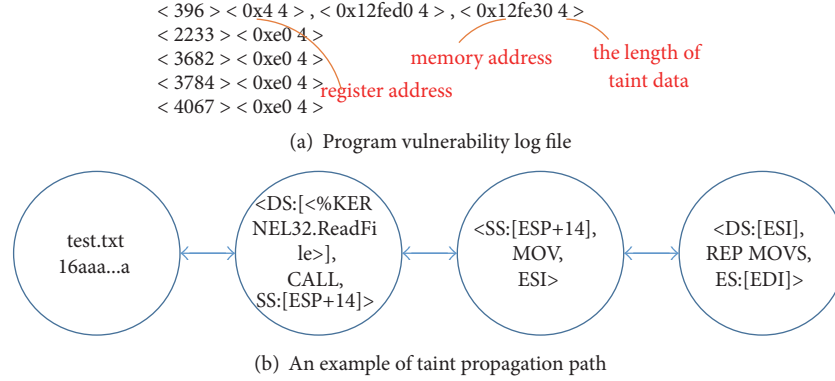 < 396 > < 0x4 4 > , < 0x12fed0 4 > , < 0x12fe30 4 >
< 2233 > < 0xe0 4 >
< 3682 > < 0xe0 4 >
< 3784 > < 0xe0 4 >
< 4067 > < 0xe0 4 >
register address
memory address
the length of
taint data
(a) Program vulnerability log file
test.txt
16aaa...a
<DS:[<%KER
NEL32.ReadFi
le>],
CALL,
SS:[ESP+14]>
<SS:[ESP+14],
MOV,
ESI>
<DS:[ESI],
REP MOVS,
ES:[EDI]>
(b) An example of taint propagation path